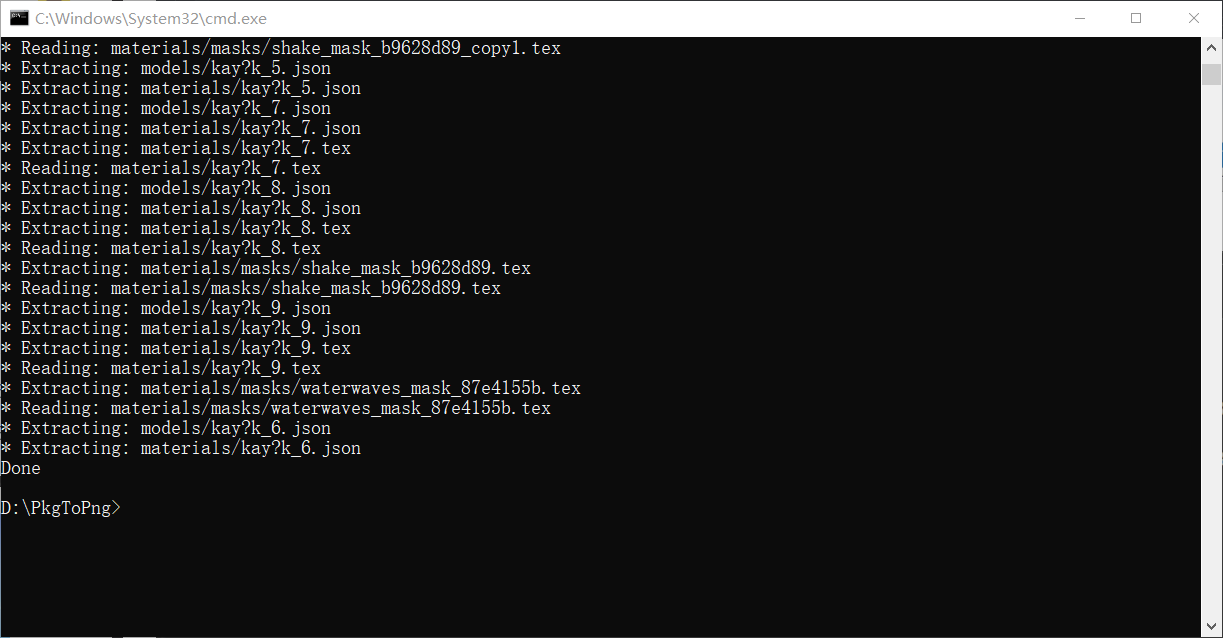 C:\Windows\System32\cmd.exe
* Reading: materials/masks/shake_mask_b9628d89_copy1.tex
* Extracting: models/kay?k_5.json
* Extracting: materials/kay?k_5.json
* Extracting: models/kay?k_7.json
* Extracting: materials/kay?k_7.json
* Extracting: materials/kay?k_7.tex
* Reading: materials/kay?k_7.tex
* Extracting: models/kay?k_8.json
* Extracting: materials/kay?k_8.json
* Extracting: materials/kay?k_8.tex
* Reading: materials/kay?k_8.tex
* Extracting: materials/masks/shake_mask_b9628d89.tex
* Reading: materials/masks/shake_mask_b9628d89.tex
* Extracting: models/kay?k_9.json
* Extracting: materials/kay?k_9.json
* Extracting: materials/kay?k_9.tex
* Reading: materials/kay?k_9.tex
* Extracting: materials/masks/waterwaves_mask_87e4155b.tex
* Reading: materials/masks/waterwaves_mask_87e4155b.tex
* Extracting: models/kay?k_6.json
* Extracting: materials/kay?k_6.json
Done
D:\PkgToPng>